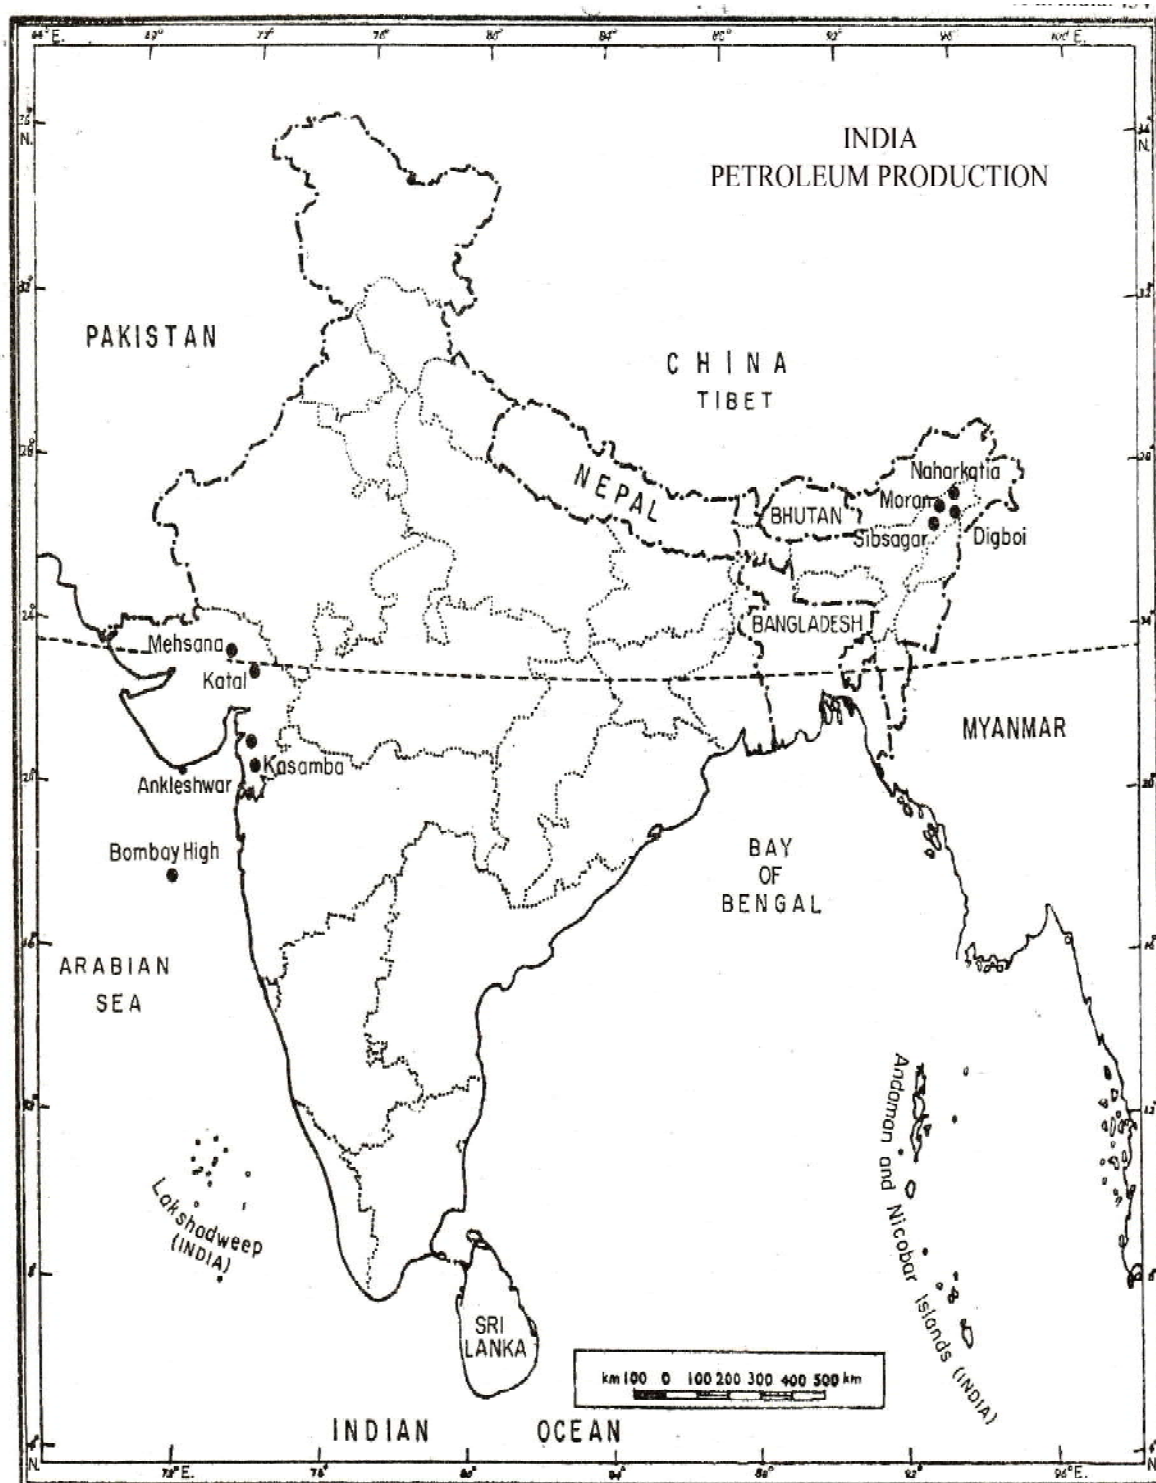 INDIA
PETROLEUM PRODUCTION
PAKISTAN
CHINA
TIBET
NEPAL
BHUTAN
Naharkatia
Moran
Sibsagar
Digboi
BANGLADESH
Mehsana
Katal
MYANMAR
Kasamba
Ankleshwar
Bombay High
BAY
OF
BENGAL
ARABIAN
SEA
Andaman and Nicobar Islands (INDIA)
Lakshadweep
(INDIA)
SRI
LANKA
km 100 0 100 200 300 400 500 km
INDIAN OCEAN